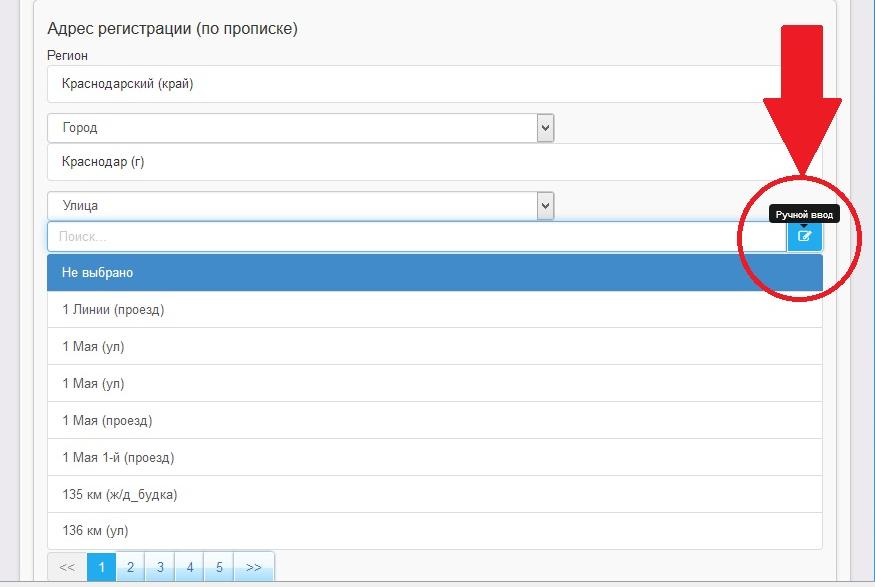 Адрес регистрации (по прописке)
Регион
Краснодарский (край)
Город
Краснодар (г)
Улица
Ручной ввод
Поиск...
Не выбрано
1 Линии (проезд)
1 Мая (ул)
1 Мая (ул)
1 Мая (проезд)
1 Мая 1-й (проезд)
135 км (ж/д_будка)
136 км (ул)
<< 1 2 3 4 5 >>